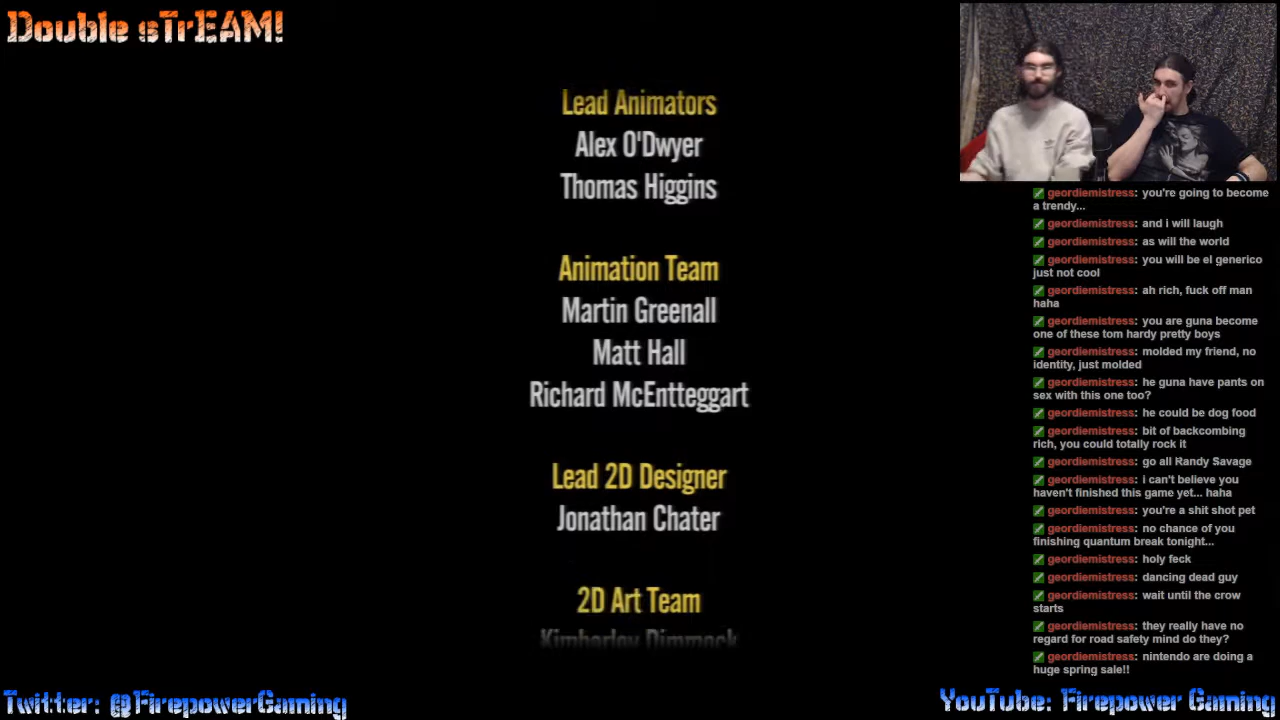 Double sTrEAM!
Lead Animators
Alex O'Dwyer
Thomas Higgins
Animation Team
Martin Greenall
Matt Hall
Richard McEntteggart
Lead 2D Designer
Jonathan Chater
2D Art Team
Kimberley Dimmock
geordiemistress: you're going to become
a trendy...
geordiemistress: and i will laugh
geordiemistress: as will the world
geordiemistress: you will be el generico
just not cool
geordiemistress: ah rich, fuck off man
haha
geordiemistress: you are guna become
one of these tom hardy pretty boys
geordiemistress: molded my friend, no
identity, just molded
geordiemistress: he guna have pants on
sex with this one too?
geordiemistress: he could be dog food
geordiemistress: bit of backcombing
rich, you could totally rock it
geordiemistress: go all Randy Savage
geordiemistress: i can't believe you
haven't finished this game yet... haha
geordiemistress: you're a shit shot pet
geordiemistress: no chance of you
finishing quantum break tonight...
geordiemistress: holy feck
geordiemistress: dancing dead guy
geordiemistress: wait until the crow
starts
geordiemistress: they really have no
regard for road safety mind do they?
geordiemistress: nintendo are doing a
huge spring sale!!
Twitter: @FirepowerGaming
YouTube: Firepower Gaming